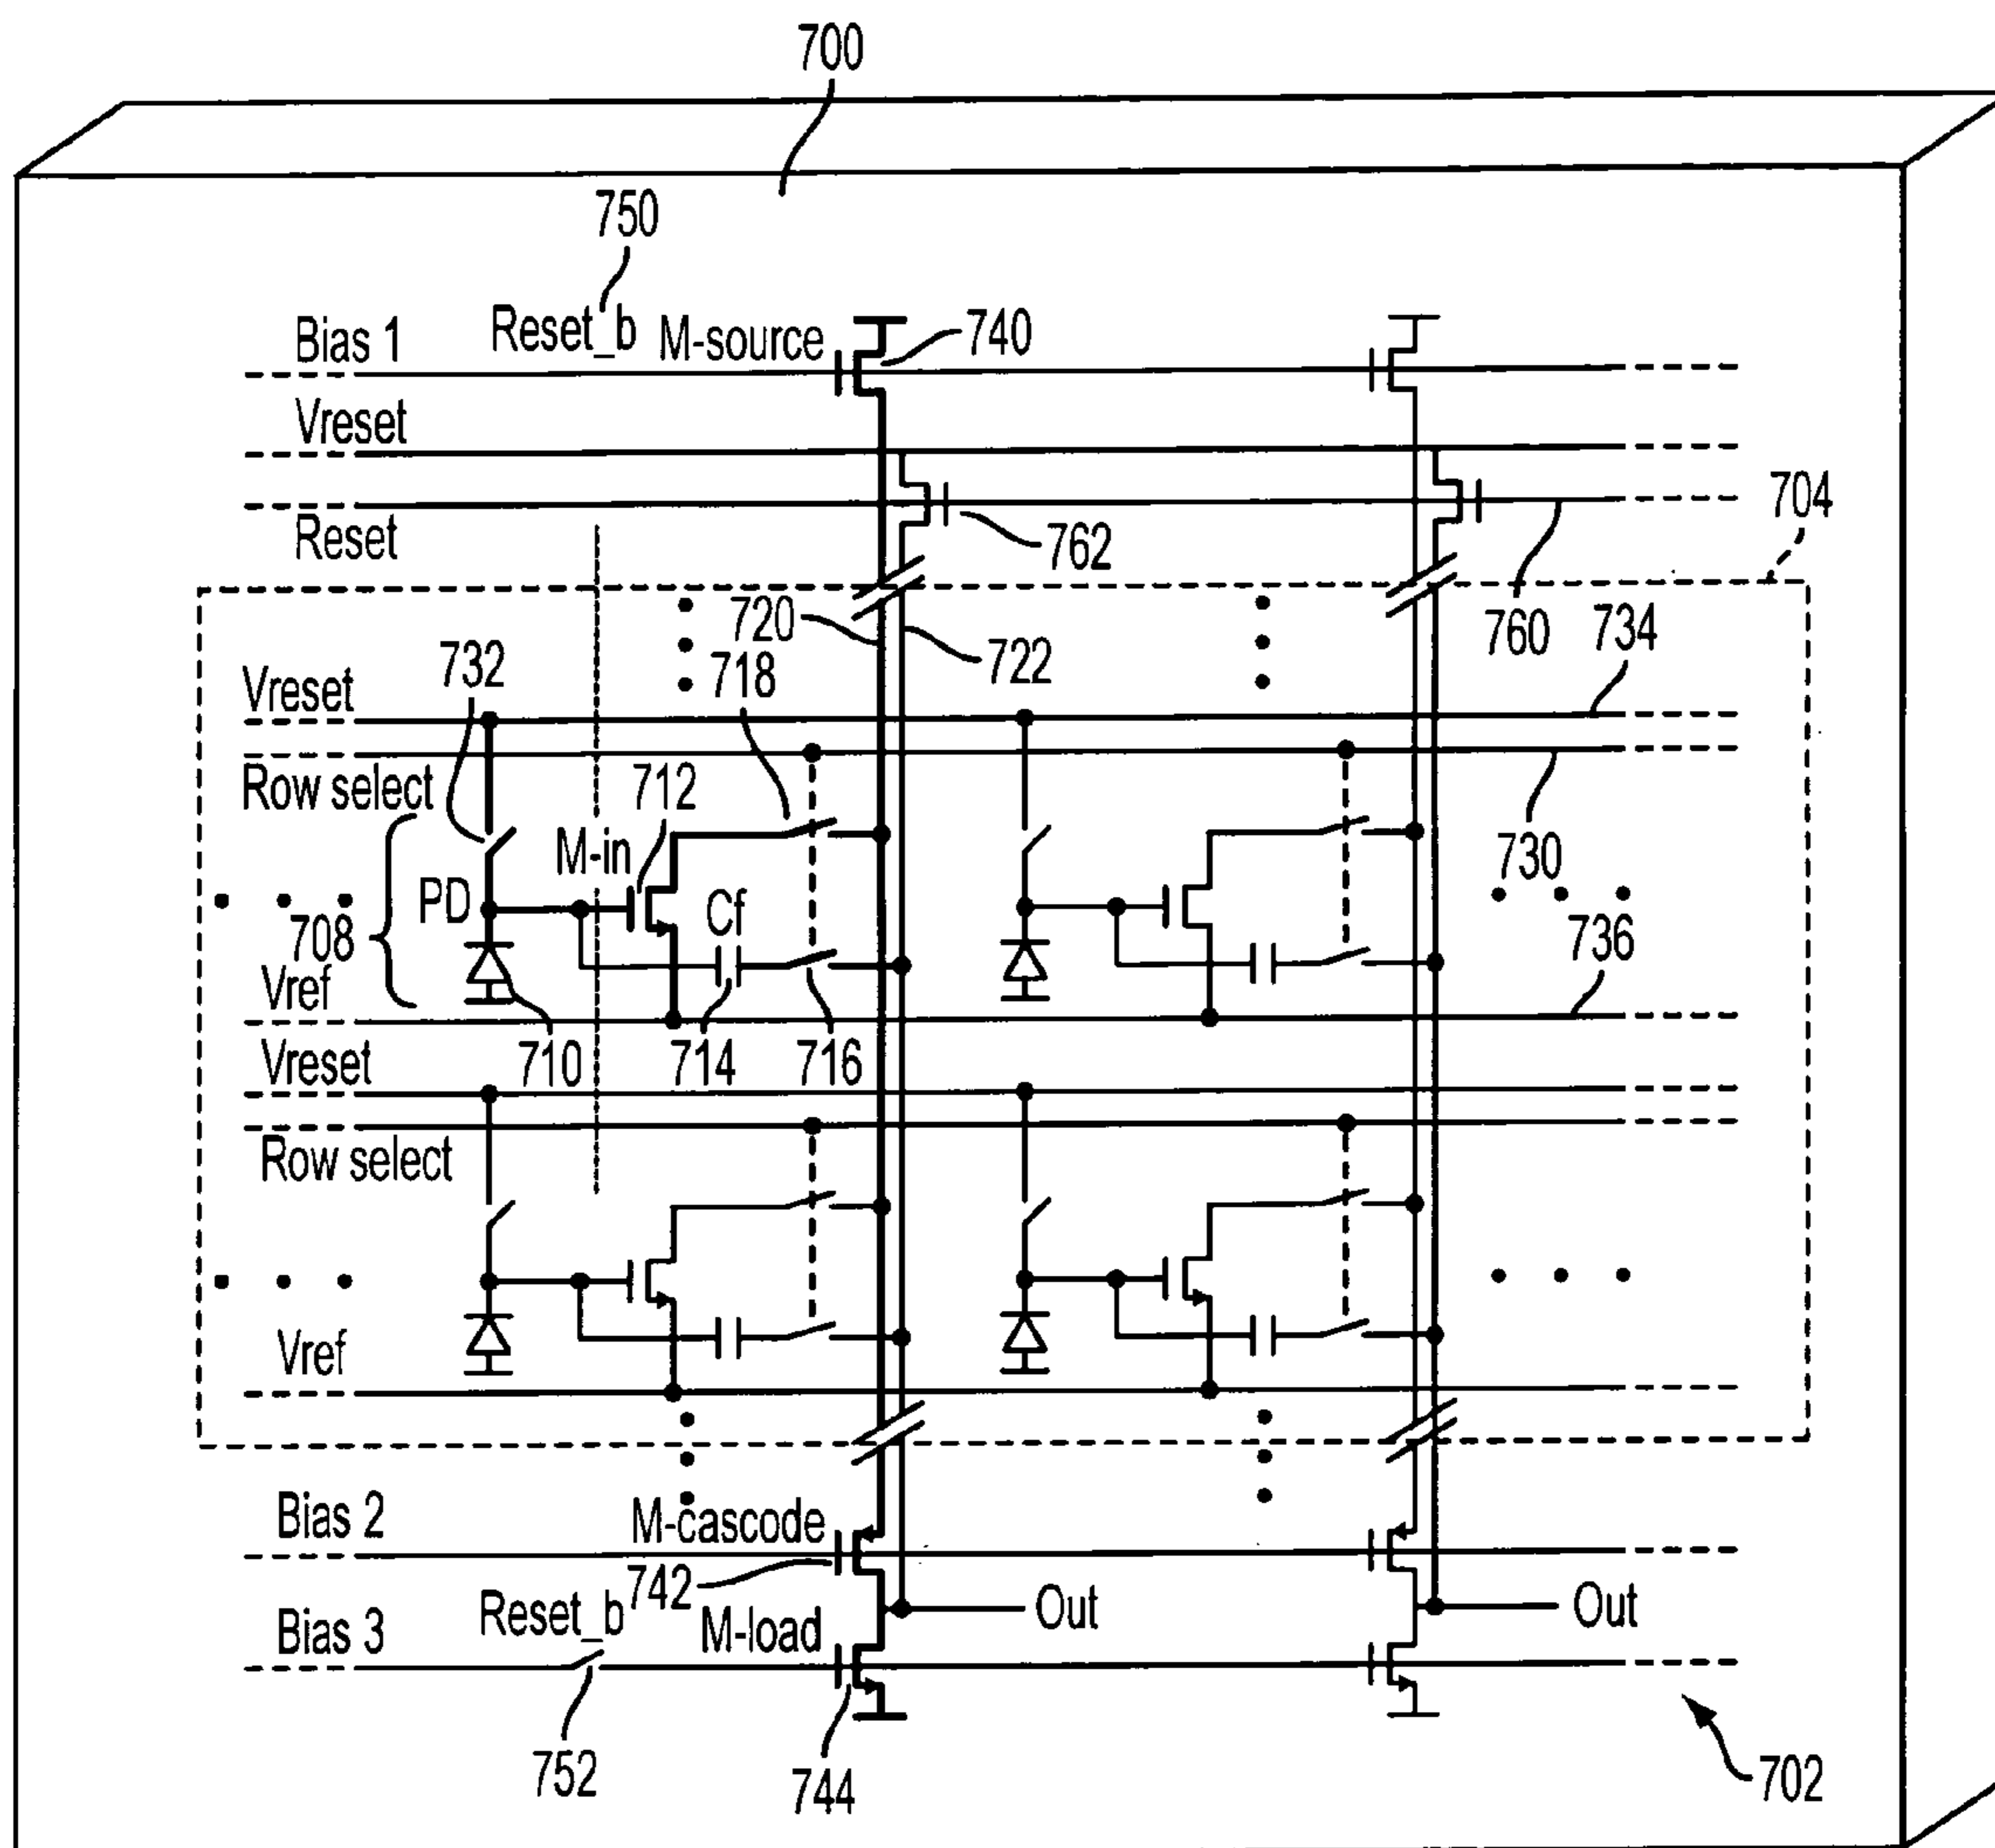 700
750
Bias 1 Reset_b M-source 740
Vreset
Reset 762 704
720 722 760 734
732 718
Vreset
Row select 712
M-in 730
PD Cf
708 736
Vref
710 714 716
Vreset
Row select
Vref
Bias 2 M-cascode
742
Reset_b Out Out
Bias 3 M-load
752 744 702